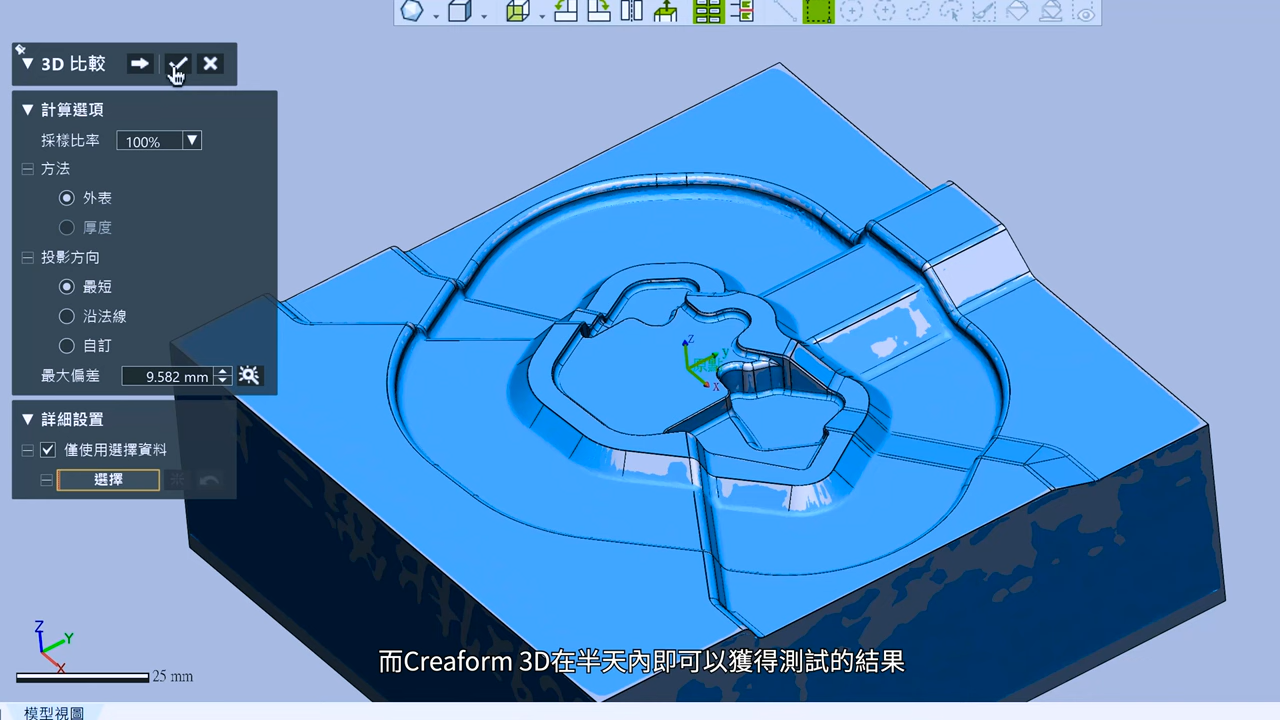 3D 比較
計算選項
採樣比率 100%
方法
外表
厚度
投影方向
最短
沿法線
自訂
最大偏差 9.582 mm
詳細設置
僅使用選擇資料
選擇
Z
y
X
Z
Y
X
25 mm
而Creaform 3D在半天內即可以獲得測試的結果
模型視圖